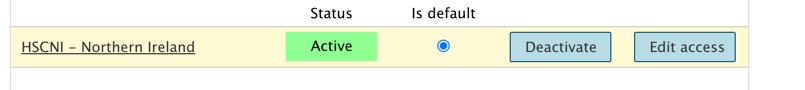 Status Is default
HSCNI – Northern Ireland Active Deactivate Edit access